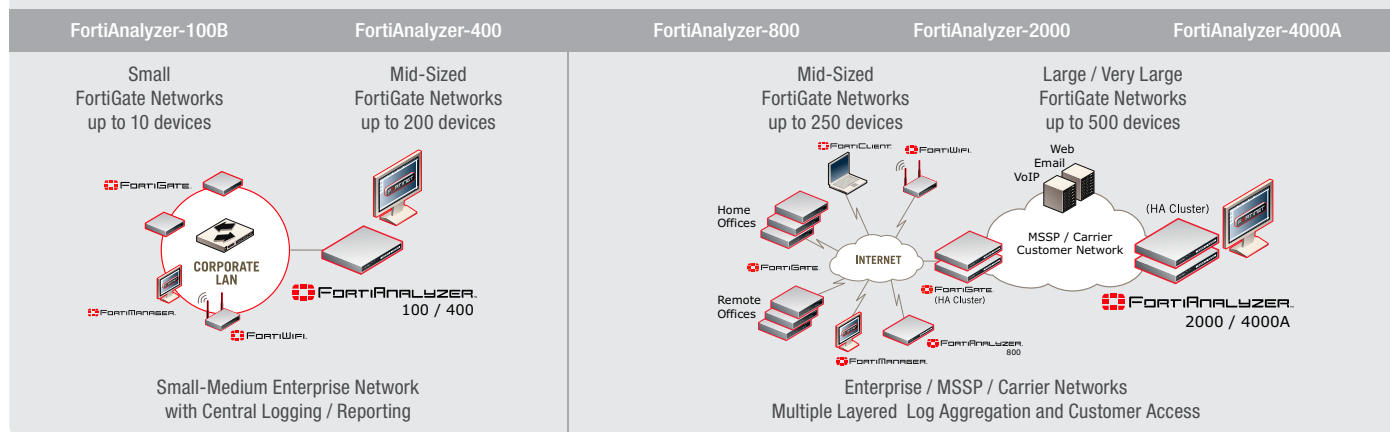 FortiAnalyzer-100B
FortiAnalyzer-400
FortiAnalyzer-800
FortiAnalyzer-2000
FortiAnalyzer-4000A
Small
FortiGate Networks
up to 10 devices
Mid-Sized
FortiGate Networks
up to 200 devices
Mid-Sized
FortiGate Networks
up to 250 devices
Large / Very Large
FortiGate Networks
up to 500 devices
FORTIGATE
CORPORATE
LAN
FORTIMANAGER
FORTIWIFI
FORTINET
FORTIANALYZER
100 / 400
Small-Medium Enterprise Network
with Central Logging / Reporting
FORTICLIENT
FORTIWIFI
Web
Email
VoIP
Home
Offices
FORTIGATE
INTERNET
Remote
Offices
FORTIMANAGER
FORTIANALYZER
800
FORTIGATE
(HA Cluster)
MSSP / Carrier
Customer Network
(HA Cluster)
FORTINET
FORTIANALYZER
2000 / 4000A
Enterprise / MSSP / Carrier Networks
Multiple Layered Log Aggregation and Customer Access